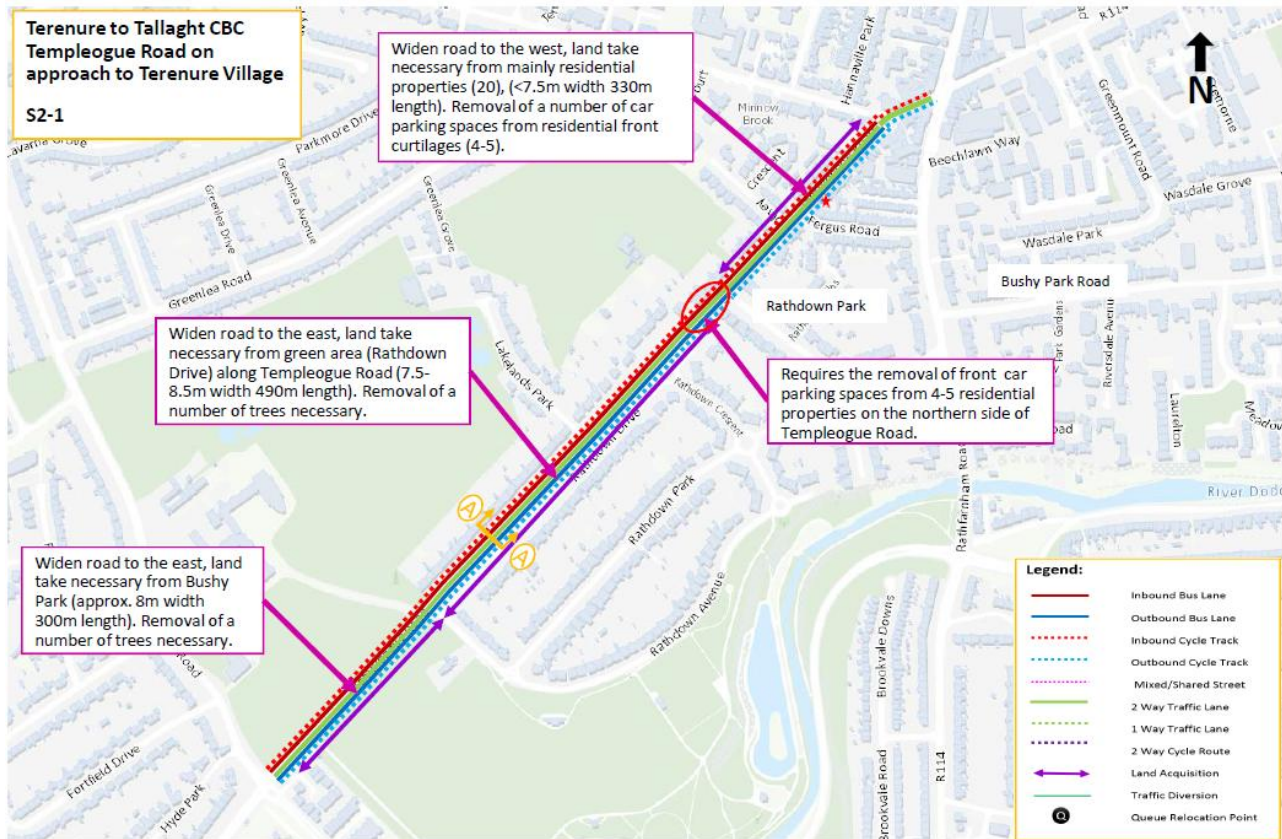 Terenure to Tallaght CBC
Templeogue Road on
approach to Terenure Village
S2-1
Widen road to the west, land take
necessary from mainly residential
properties (20), (<7.5m width 330m
length). Removal of a number of car
parking spaces from residential front
curtilages (4-5).
N
R114
Hannaville Park
Minnow
Brook
Crescent
Parkmore Drive
Greenlea Drive
Greenlea Avenue
Greenlea Grove
Greenlea Road
Beechlawn Way
Greenmount Road
Wasdale Grove
Wasdale Park
Fergus Road
Bushy Park Road
Rathdown Park
Riversdale Avenue
Park Gardens
Laurelton
Widen road to the east, land take
necessary from green area (Rathdown
Drive) along Templeogue Road (7.5-
8.5m width 490m length). Removal of a
number of trees necessary.
Lakelands Park
Rathdown Crescent
Requires the removal of front car
parking spaces from 4-5 residential
properties on the northern side of
Templeogue Road.
Rathdown Drive
Rathdown Park
Rathfarnham Road
River Dodd
A
A
Widen road to the east, land
take necessary from Bushy
Park (approx. 8m width
300m length). Removal of a
number of trees necessary.
Road
Rathdown Avenue
Brookvale Downs
Brookvale Road
R114
Fortfield Drive
Hyde Park
Legend:
Inbound Bus Lane
Outbound Bus Lane
Inbound Cycle Track
Outbound Cycle Track
Mixed/Shared Street
2 Way Traffic Lane
1 Way Traffic Lane
2 Way Cycle Route
Land Acquisition
Traffic Diversion
Q Queue Relocation Point